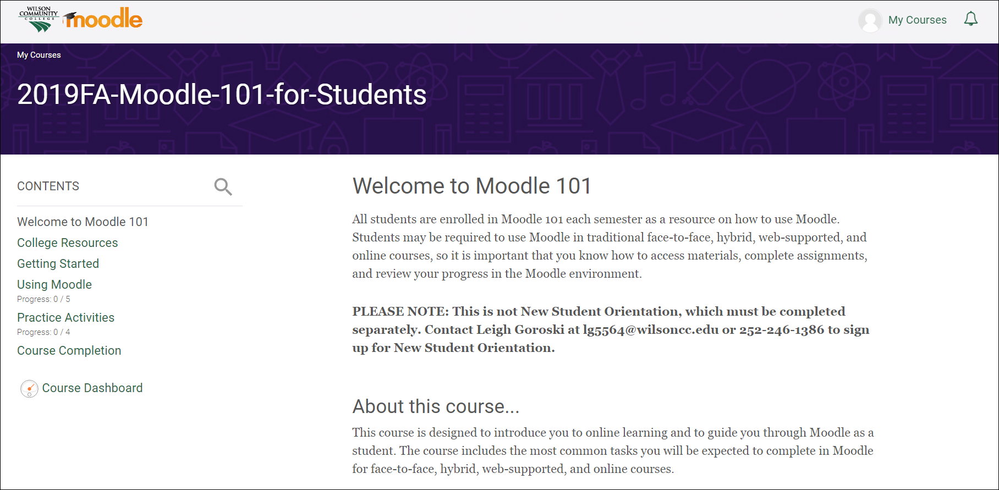 WILSON
COMMUNITY
COLLEGE
moodle
My Courses
My Courses
2019FA-Moodle-101-for-Students
CONTENTS
Welcome to Moodle 101
College Resources
Getting Started
Using Moodle
Progress: 0 / 5
Practice Activities
Progress: 0 / 4
Course Completion
Course Dashboard
Welcome to Moodle 101
All students are enrolled in Moodle 101 each semester as a resource on how to use Moodle.
Students may be required to use Moodle in traditional face-to-face, hybrid, web-supported, and
online courses, so it is important that you know how to access materials, complete assignments,
and review your progress in the Moodle environment.
PLEASE NOTE: This is not New Student Orientation, which must be completed
separately. Contact Leigh Goroski at lg5564@wilsoncc.edu or 252-246-1386 to sign
up for New Student Orientation.
About this course...
This course is designed to introduce you to online learning and to guide you through Moodle as a
student. The course includes the most common tasks you will be expected to complete in Moodle
for face-to-face, hybrid, web-supported, and online courses.